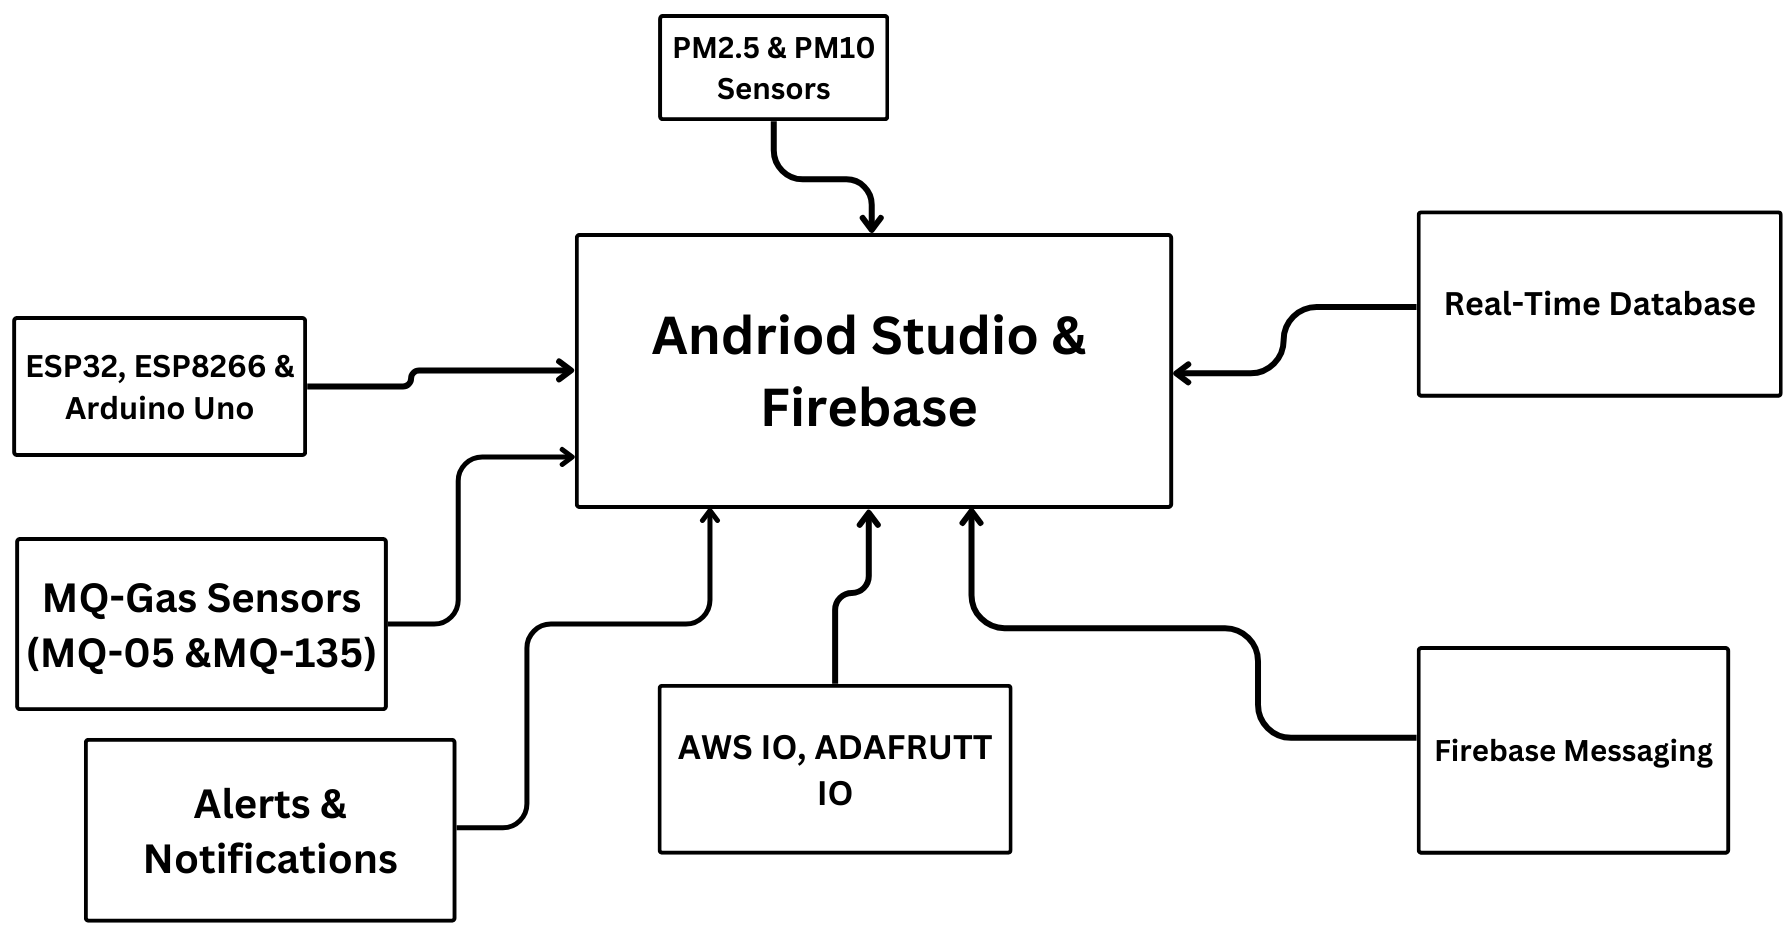 PM2.5 & PM10
Sensors
Andriod Studio &
Firebase
Real-Time Database
ESP32, ESP8266 &
Arduino Uno
MQ-Gas Sensors
(MQ-05 &MQ-135)
Alerts &
Notifications
AWS IO, ADAFRUTT
IO
Firebase Messaging